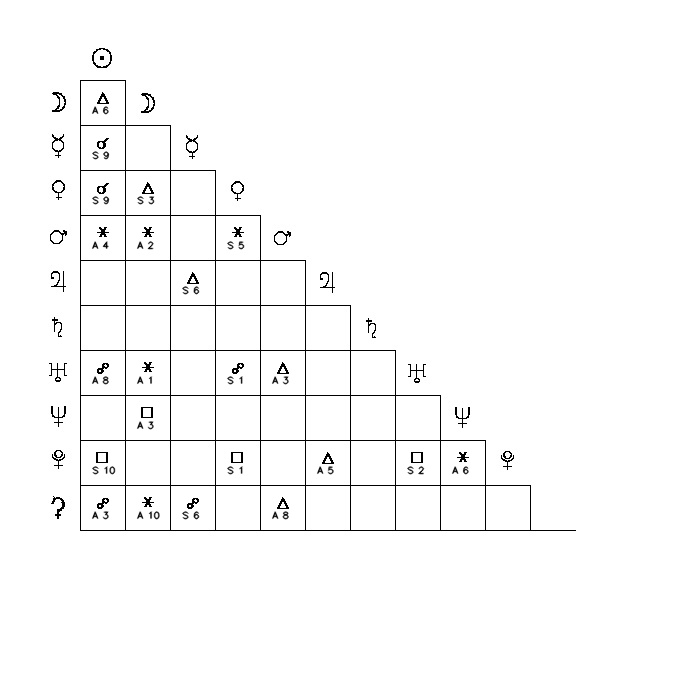 ☉
☽ △ A 6 ☽
☿ ☌ S 9 ☿
♀ ☌ S 9 △ S 3 ♀
♂ ⚹ A 4 ⚹ A 2 ⚹ S 5 ♂
♃ △ S 6 ♃
♄ ♄
♅ ☍ A 8 ⚹ A 1 ☍ S 1 △ A 3 ♅
♆ □ A 3 ♆
♇ □ S 10 □ S 1 △ A 5 □ S 2 ⚹ A 6 ♇
⚳ ☍ A 3 ⚹ A 10 ☍ S 6 △ A 8